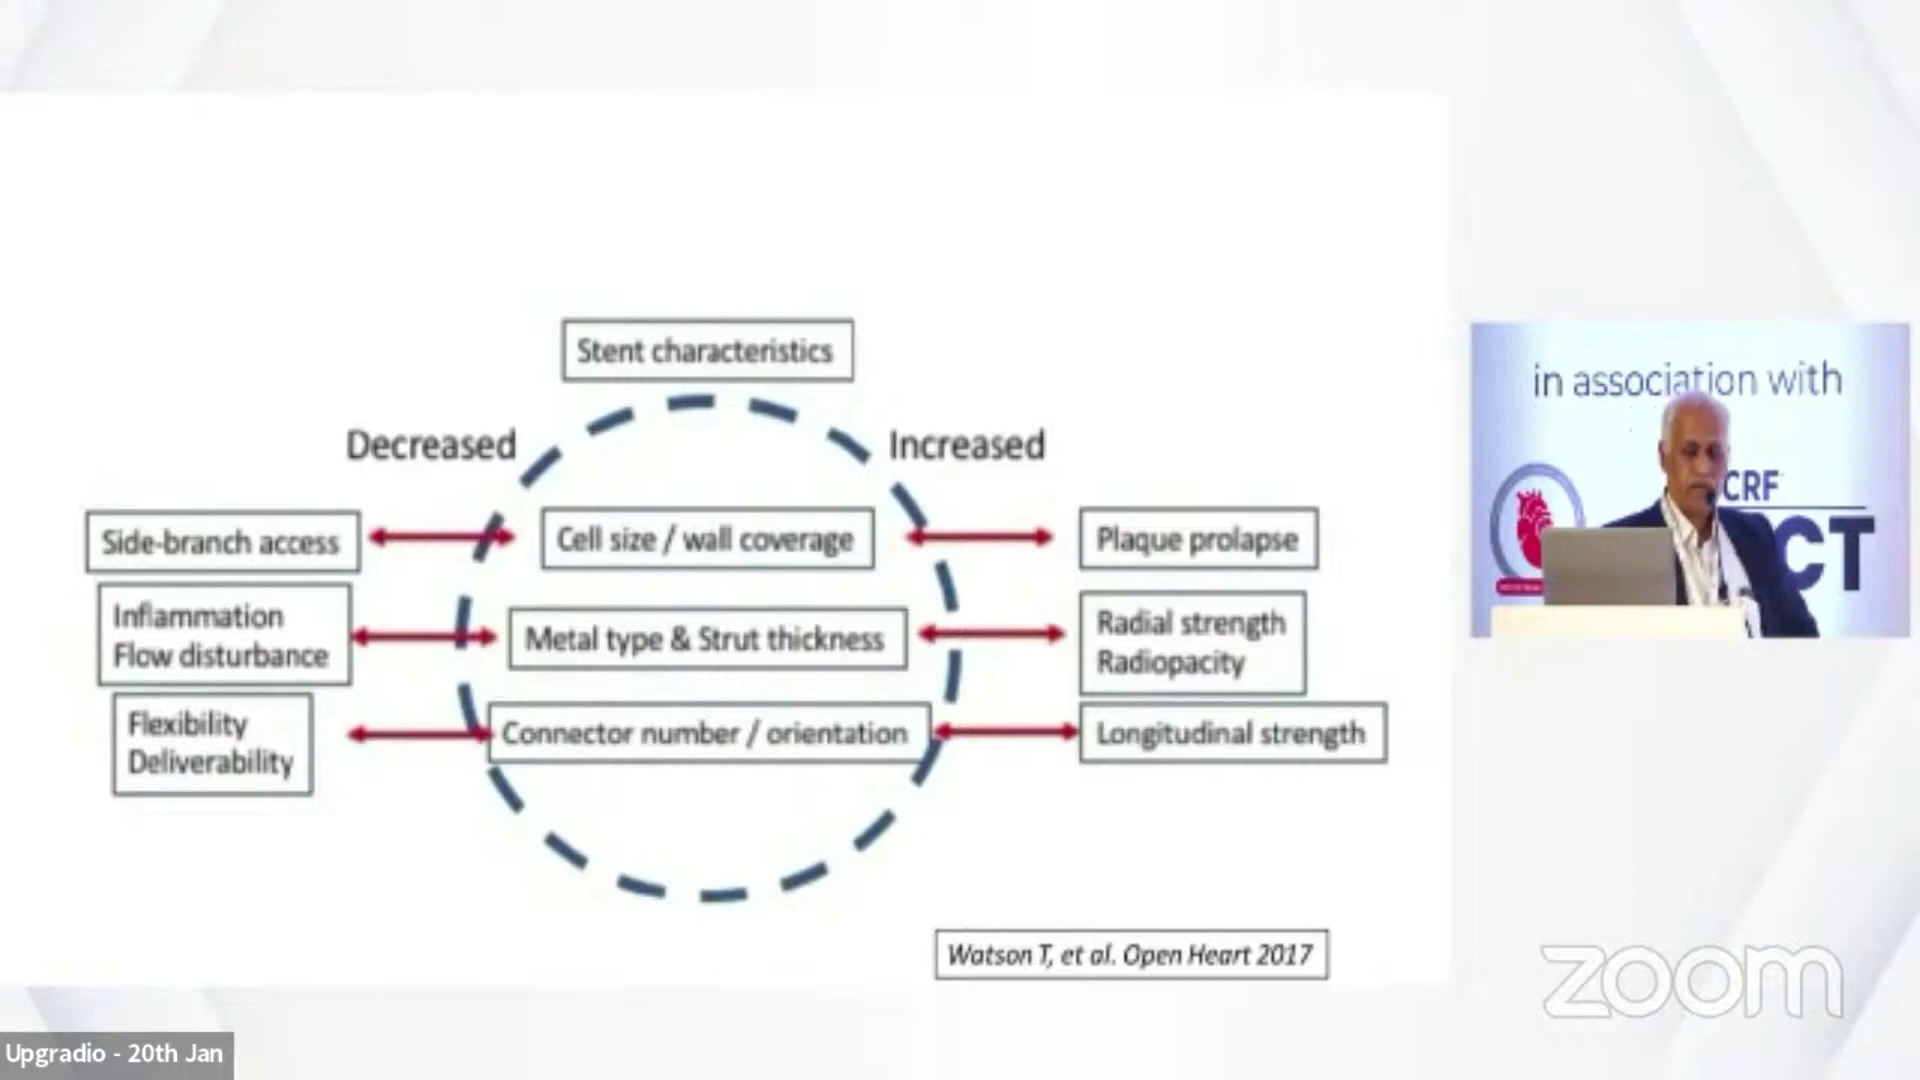 Stent characteristics
Decreased
Increased
Side-branch access
Cell size / wall coverage
Plaque prolapse
Inflammation
Flow disturbance
Metal type & Strut thickness
Radial strength
Radiopacity
Flexibility
Deliverability
Connector number / orientation
Longitudinal strength
Watson T, et al. Open Heart 2017
in association with
CRF
CT
zoom
Upgradio - 20th Jan